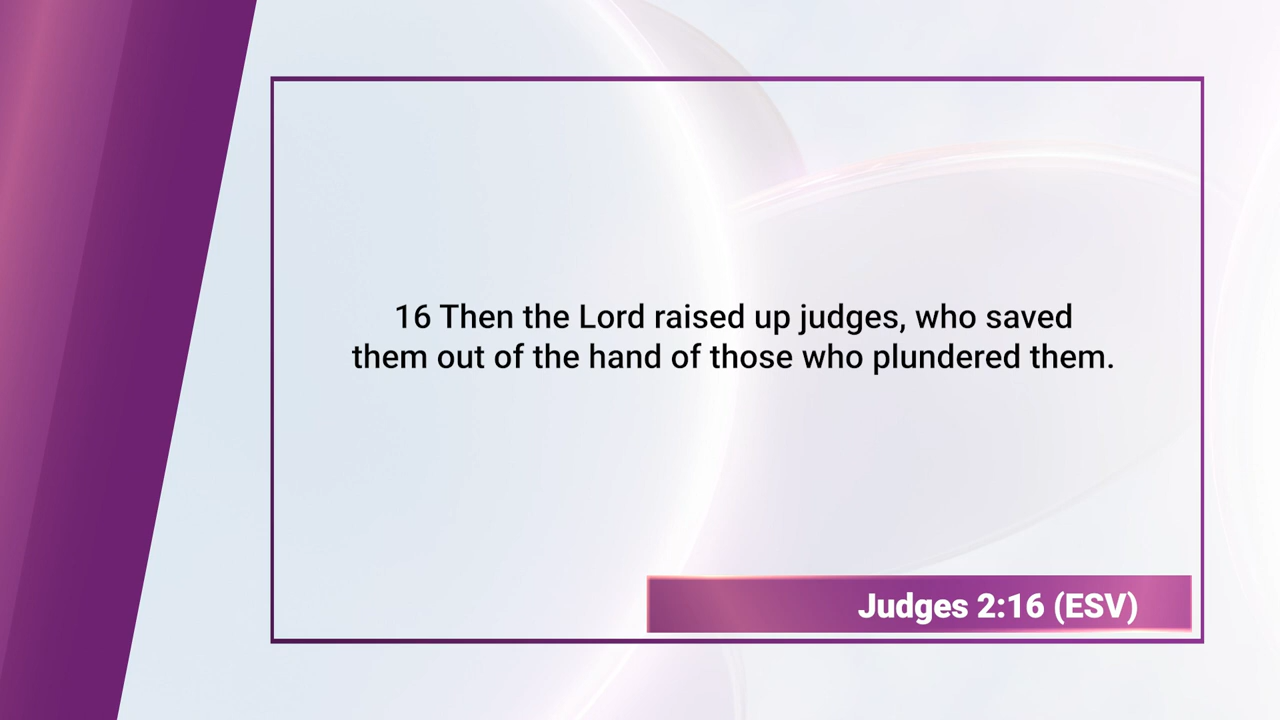 16 Then the Lord raised up judges, who saved
them out of the hand of those who plundered them.
Judges 2:16 (ESV)